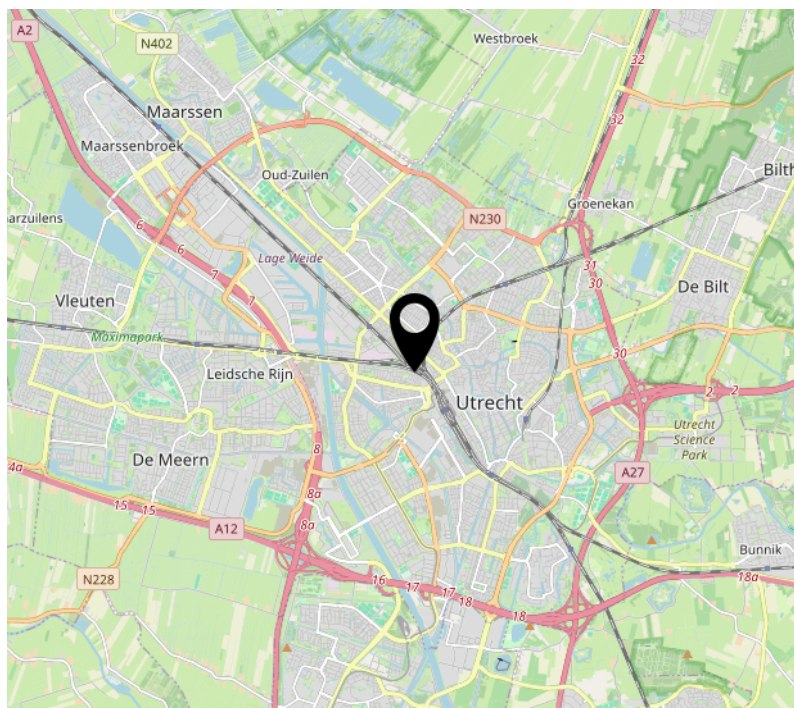 A2
N402
Westbroek
32
Maarssen
32
Maarssenbroek
Bilth
Oud-Zuilen
Groenekan
arzuilens
N230
6
6
Lage Weide
31
7
30
De Bilt
Vleuten
7
Maximapark
30
Leidsche Rijn
2
2
Utrecht
Utrecht
Science
Park
De Meern
8
4a
A27
8a
15
15
8a
A12
Bunnik
N228
16
17
17
18
18
18a